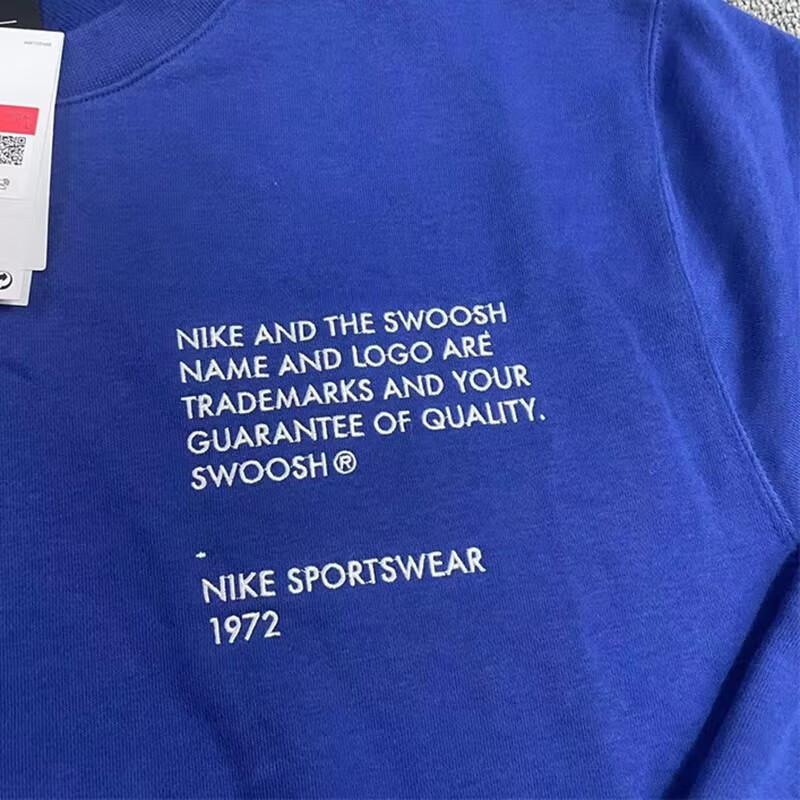 NIKE AND THE SWOOSH
NAME AND LOGO ARE
TRADEMARKS AND YOUR
GUARANTEE OF QUALITY.
SWOOSH®
NIKE SPORTSWEAR
1972